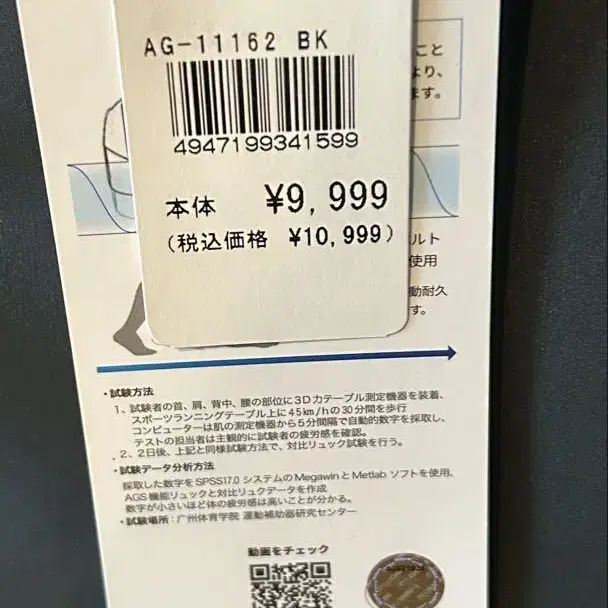 AG-11162 BK
4947199341599
本体 ¥9,999
(税込価格 ¥10,999)
こと
より、
ます。
ルト
使用
動耐久
す。
・試験方法
1、試験者の首、肩、背中、腰の部位に3D力テーブル測定機器を装着、
スポーツランニングテーブル上に45km/hの30分間を歩行
コンピューターは肌の測定機器から5分間隔で自動的数字を採取し、
テストの担当者は主観的に試験者の疲労感を確認。
2、2日後、上記と同様試験方法で、対比リュック試験を行う。
・試験データ分析方法
採取した数字をSPSS17.0 システムのMegawinとMetlab ソフトを使用、
AGS機能リュックと対比リュクデータを作成
数字が小さいほど体の疲労感は高いことが分かる。
・試験場所：广州体育学院 運動補助器研究センター
動画をチェック